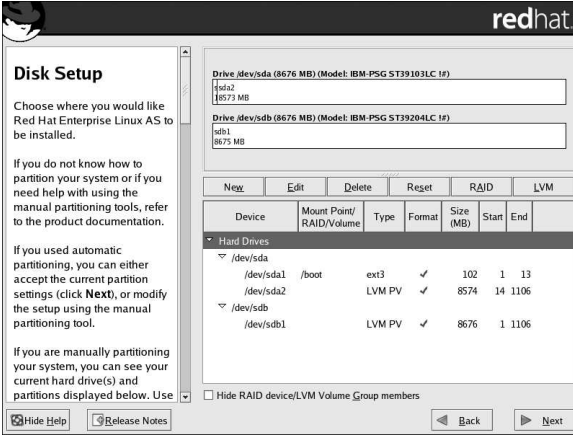 redhat.
Disk Setup
Choose where you would like
Red Hat Enterprise Linux AS to
be installed.
If you do not know how to
partition your system or if you
need help with using the
manual partitioning tools, refer
to the product documentation.
If you used automatic
partitioning, you can either
accept the current partition
settings (click Next), or modify
the setup using the manual
partitioning tool.
If you are manually partitioning
your system, you can see your
current hard drive(s) and
partitions displayed below. Use
Drive /dev/sda (8676 MB) (Model: IBM-PSG ST39103LC !#)
sda2
8573 MB
Drive /dev/sdb (8676 MB) (Model: IBM-PSG ST39204LC !#)
sdb1
8675 MB
New Edit Delete Reset RAID LVM
Device Mount Point/ RAID/Volume Type Format Size (MB) Start End
Hard Drives
/dev/sda
/dev/sda1 /boot ext3 ✓ 102 1 13
/dev/sda2 LVM PV ✓ 8574 14 1106
/dev/sdb
/dev/sdb1 LVM PV ✓ 8676 1 1106
Hide RAID device/LVM Volume Group members
Hide Help Release Notes Back Next